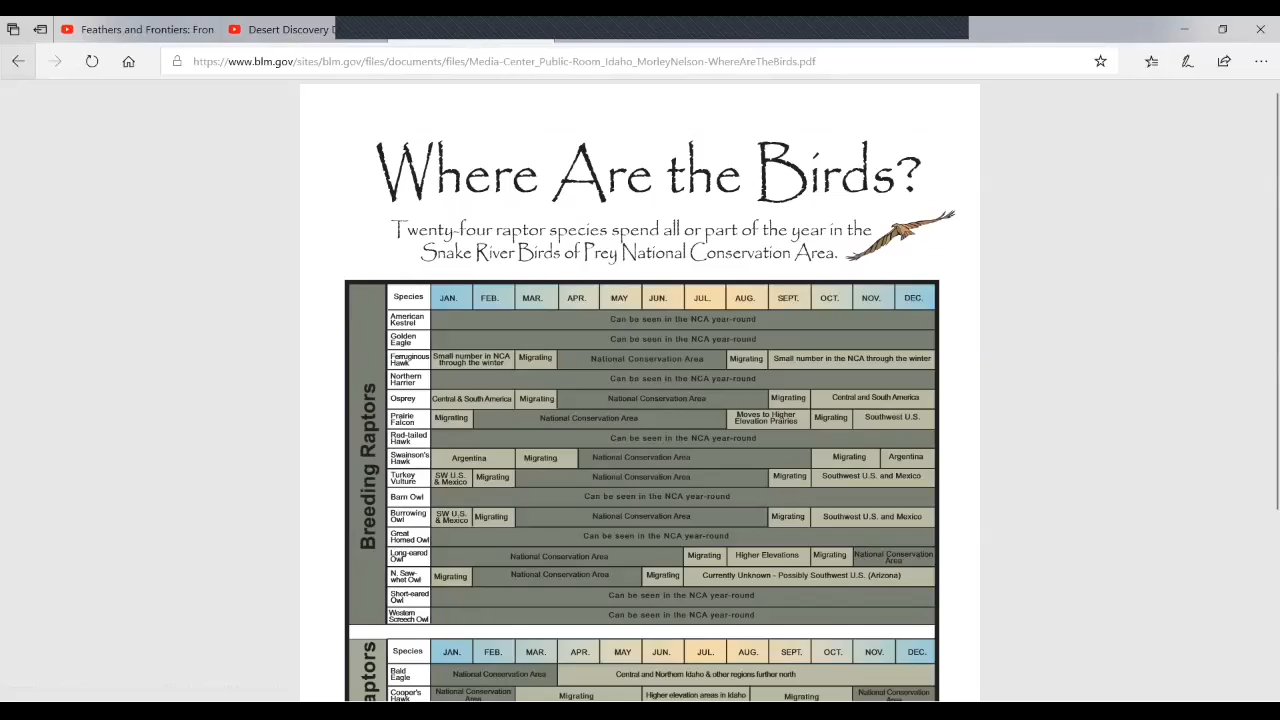 Feathers and Frontiers: Fron
Desert Discovery D
https://www.blm.gov/sites/blm.gov/files/documents/files/Media-Center_Public-Room_Idaho_MorleyNelson-WhereAreTheBirds.pdf
Where Are the Birds?
Twenty-four raptor species spend all or part of the year in the
Snake River Birds of Prey National Conservation Area.
Breeding Raptors
Species JAN. FEB. MAR. APR. MAY JUN. JUL. AUG. SEPT. OCT. NOV. DEC.
American Kestrel Can be seen in the NCA year-round
Golden Eagle Can be seen in the NCA year-round
Ferruginous Hawk Small number in NCA through the winter Migrating National Conservation Area Migrating Small number in the NCA through the winter
Northern Harrier Can be seen in the NCA year-round
Osprey Central & South America Migrating National Conservation Area Migrating Central and South America
Prairie Falcon Migrating National Conservation Area Moves to Higher Elevation Prairies Migrating Southwest U.S.
Red-tailed Hawk Can be seen in the NCA year-round
Swainson's Hawk Argentina Migrating National Conservation Area Migrating Argentina
Turkey Vulture SW U.S. & Mexico Migrating National Conservation Area Migrating Southwest U.S. and Mexico
Barn Owl Can be seen in the NCA year-round
Burrowing Owl SW U.S. & Mexico Migrating National Conservation Area Migrating Southwest U.S. and Mexico
Great Horned Owl Can be seen in the NCA year-round
Long-eared Owl National Conservation Area Migrating Higher Elevations Migrating National Conservation Area
N. Saw-whet Owl Migrating National Conservation Area Migrating Currently Unknown - Possibly Southwest U.S. (Arizona)
Short-eared Owl Can be seen in the NCA year-round
Western Screech Owl Can be seen in the NCA year-round
aptors
Species JAN. FEB. MAR. APR. MAY JUN. JUL. AUG. SEPT. OCT. NOV. DEC.
Bald Eagle National Conservation Area Central and Northern Idaho & other regions further north
Cooper's Hawk National Conservation Area Migrating Higher elevation areas in Idaho Migrating National Conservation Area